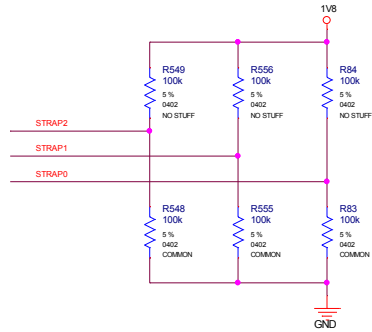 1V8
R549
100k
5 %
0402
NO STUFF
R556
100k
5 %
0402
NO STUFF
R84
100k
5 %
0402
NO STUFF
STRAP2
STRAP1
STRAP0
R548
100k
5 %
0402
COMMON
R555
100k
5 %
0402
COMMON
R83
100k
5 %
0402
COMMON
GND